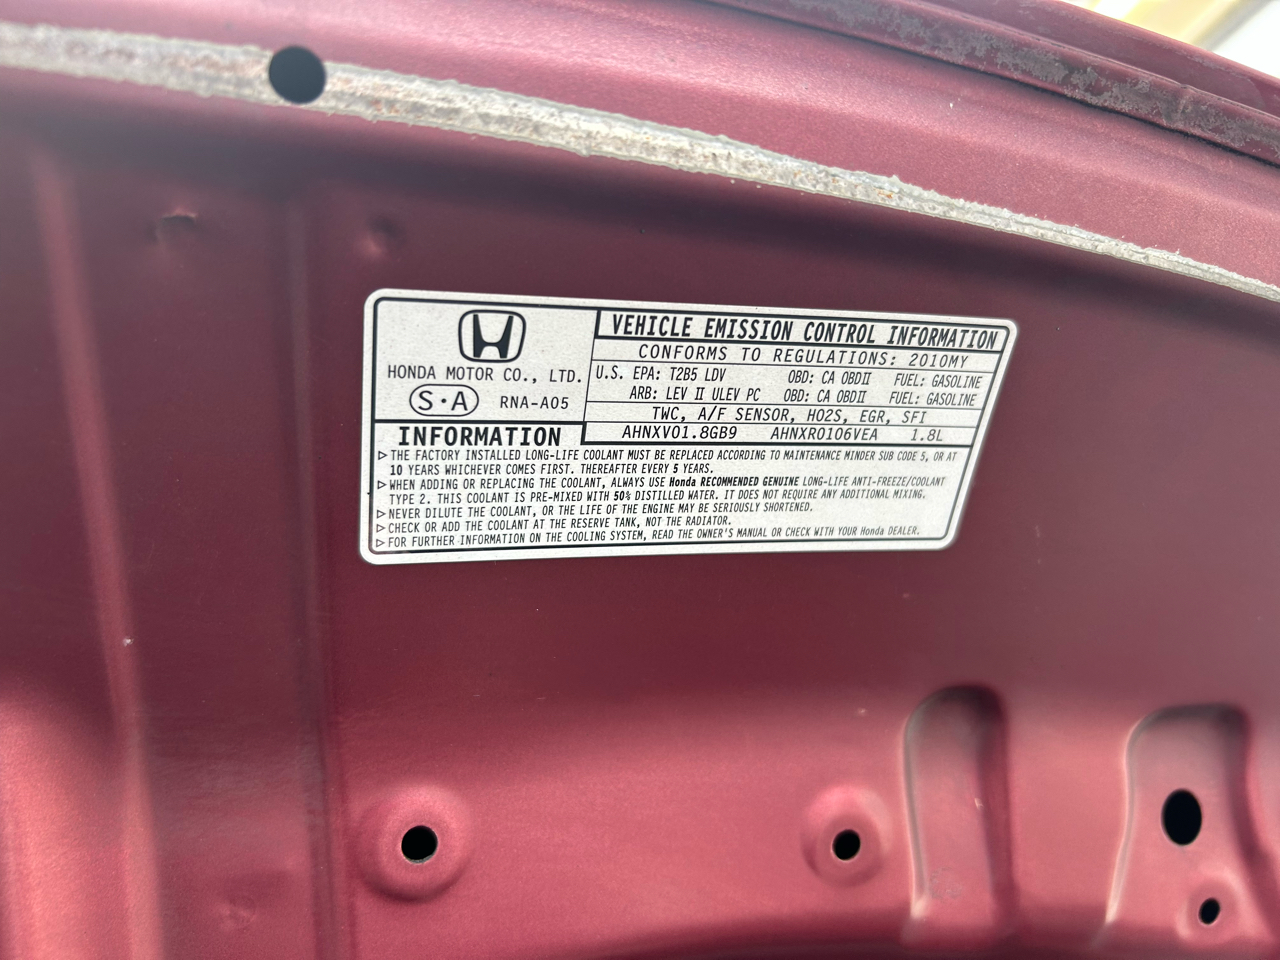 VEHICLE EMISSION CONTROL INFORMATION
CONFORMS TO REGULATIONS: 2010MY
HONDA MOTOR CO., LTD.
U.S. EPA: T2B5 LDV OBD: CA OBDII FUEL: GASOLINE
ARB: LEV II ULEV PC OBD: CA OBDII FUEL: GASOLINE
S·A RNA-A05
TWC, A/F SENSOR, HO2S, EGR, SFI
AHNXV01.8GB9 AHNXR0106VEA 1.8L
INFORMATION
▷THE FACTORY INSTALLED LONG-LIFE COOLANT MUST BE REPLACED ACCORDING TO MAINTENANCE MINDER SUB CODE 5, OR AT
10 YEARS WHICHEVER COMES FIRST. THEREAFTER EVERY 5 YEARS.
▷WHEN ADDING OR REPLACING THE COOLANT, ALWAYS USE Honda RECOMMENDED GENUINE LONG-LIFE ANTI-FREEZE/COOLANT
TYPE 2. THIS COOLANT IS PRE-MIXED WITH 50% DISTILLED WATER. IT DOES NOT REQUIRE ANY ADDITIONAL MIXING.
▷NEVER DILUTE THE COOLANT, OR THE LIFE OF THE ENGINE MAY BE SERIOUSLY SHORTENED.
▷CHECK OR ADD THE COOLANT AT THE RESERVE TANK, NOT THE RADIATOR.
▷FOR FURTHER INFORMATION ON THE COOLING SYSTEM, READ THE OWNER'S MANUAL OR CHECK WITH YOUR Honda DEALER.